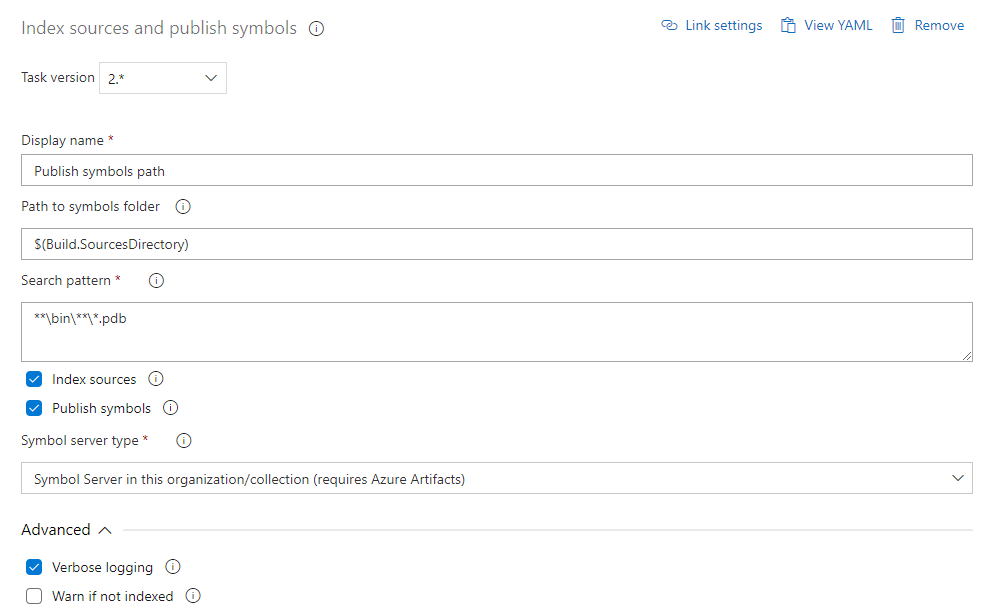 Index sources and publish symbols
Link settings View YAML Remove
Task version 2.*
Display name *
Publish symbols path
Path to symbols folder
$(Build.SourcesDirectory)
Search pattern *
**\bin\**\*.pdb
Index sources
Publish symbols
Symbol server type *
Symbol Server in this organization/collection (requires Azure Artifacts)
Advanced
Verbose logging
Warn if not indexed